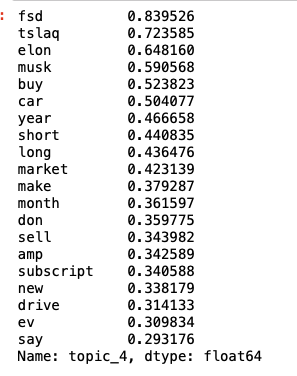 : fsd 0.839526
tslaq 0.723585
elon 0.648160
musk 0.590568
buy 0.523823
car 0.504077
year 0.466658
short 0.440835
long 0.436476
market 0.423139
make 0.379287
month 0.361597
don 0.359775
sell 0.343982
amp 0.342589
subscript 0.340588
new 0.338179
drive 0.314133
ev 0.309834
say 0.293176
Name: topic_4, dtype: float64